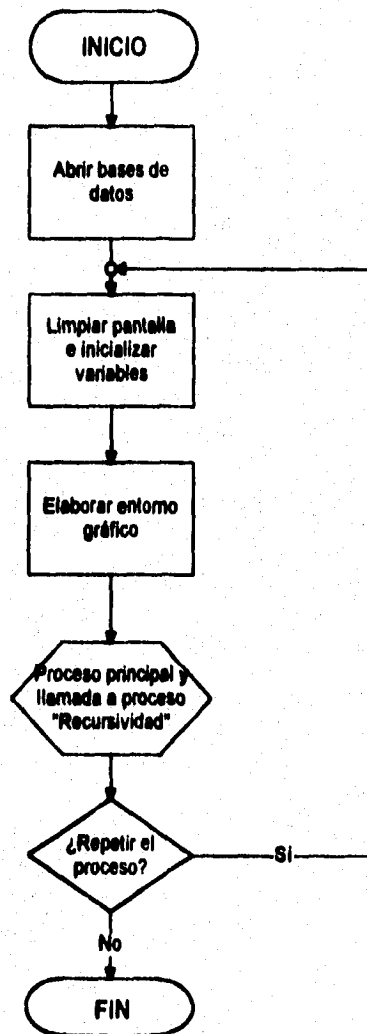 INICIO
Abrir bases de
datos
Limpiar pantalla
e inicializar
variables
Elaborar entorno
gráfico
Proceso principal y
llamada a proceso
"Recursividad"
¿Repetir el
proceso?
Si
No
FIN